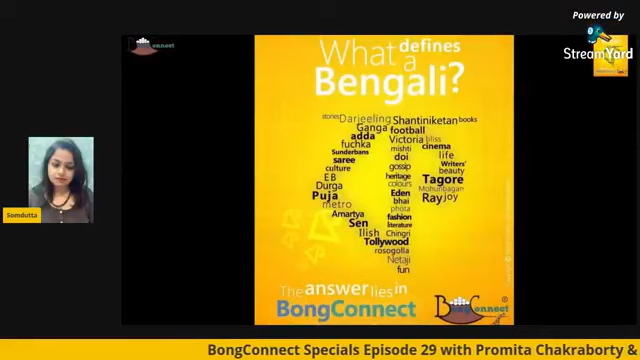 Powered by
StreamYard
BongConnect
What defines
a
Bengali?
stories Darjeeling Shantiniketan books
Ganga football
adda Victoria bliss
fuchka mishti cinema
Sunderbans doi life
saree gossip Writers'
culture heritage beauty
EB colours Tagore
Durga Eden Mohunbagan
Puja bhai Ray joy
metro phota
Amartya fashion
Sen literature
Ilish Chingri
Tollywood
rosogolla
Netaji
fun
The answer lies in
BongConnect
BongConnect
Somdutta
BongConnect Specials Episode 29 with Promita Chakraborty &